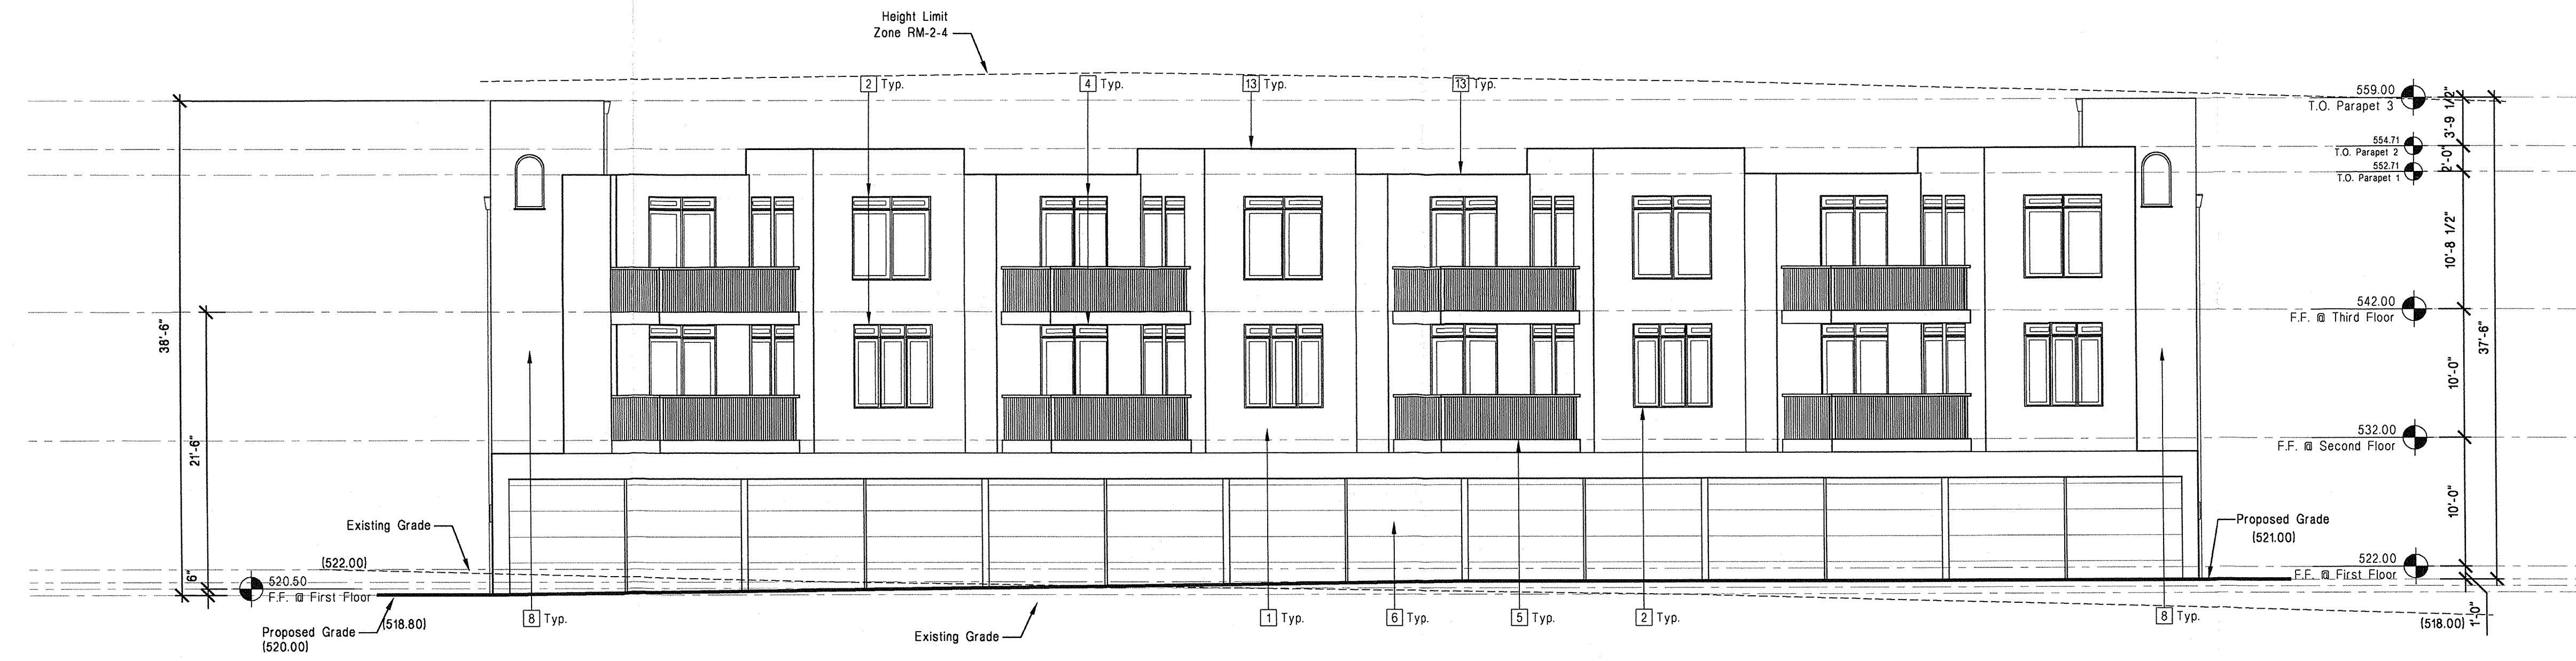 Height Limit
Zone RM-2-4
2 Typ.
4 Typ.
13 Typ.
13 Typ.
559.00
T.O. Parapet 3
3'-9 1/2"
554.71
T.O. Parapet 2
2'-0"
552.71
T.O. Parapet 1
10'-8 1/2"
542.00
F.F. @ Third Floor
38'-6"
37'-6"
10'-0"
21'-6"
532.00
F.F. @ Second Floor
10'-0"
Existing Grade
(522.00)
Proposed Grade
(521.00)
522.00
F.F. @ First Floor
6"
520.50
F.F. @ First Floor
(518.80)
Proposed Grade
(520.00)
Existing Grade
8 Typ.
1 Typ.
6 Typ.
5 Typ.
2 Typ.
8 Typ.
(518.00)
1'-0"